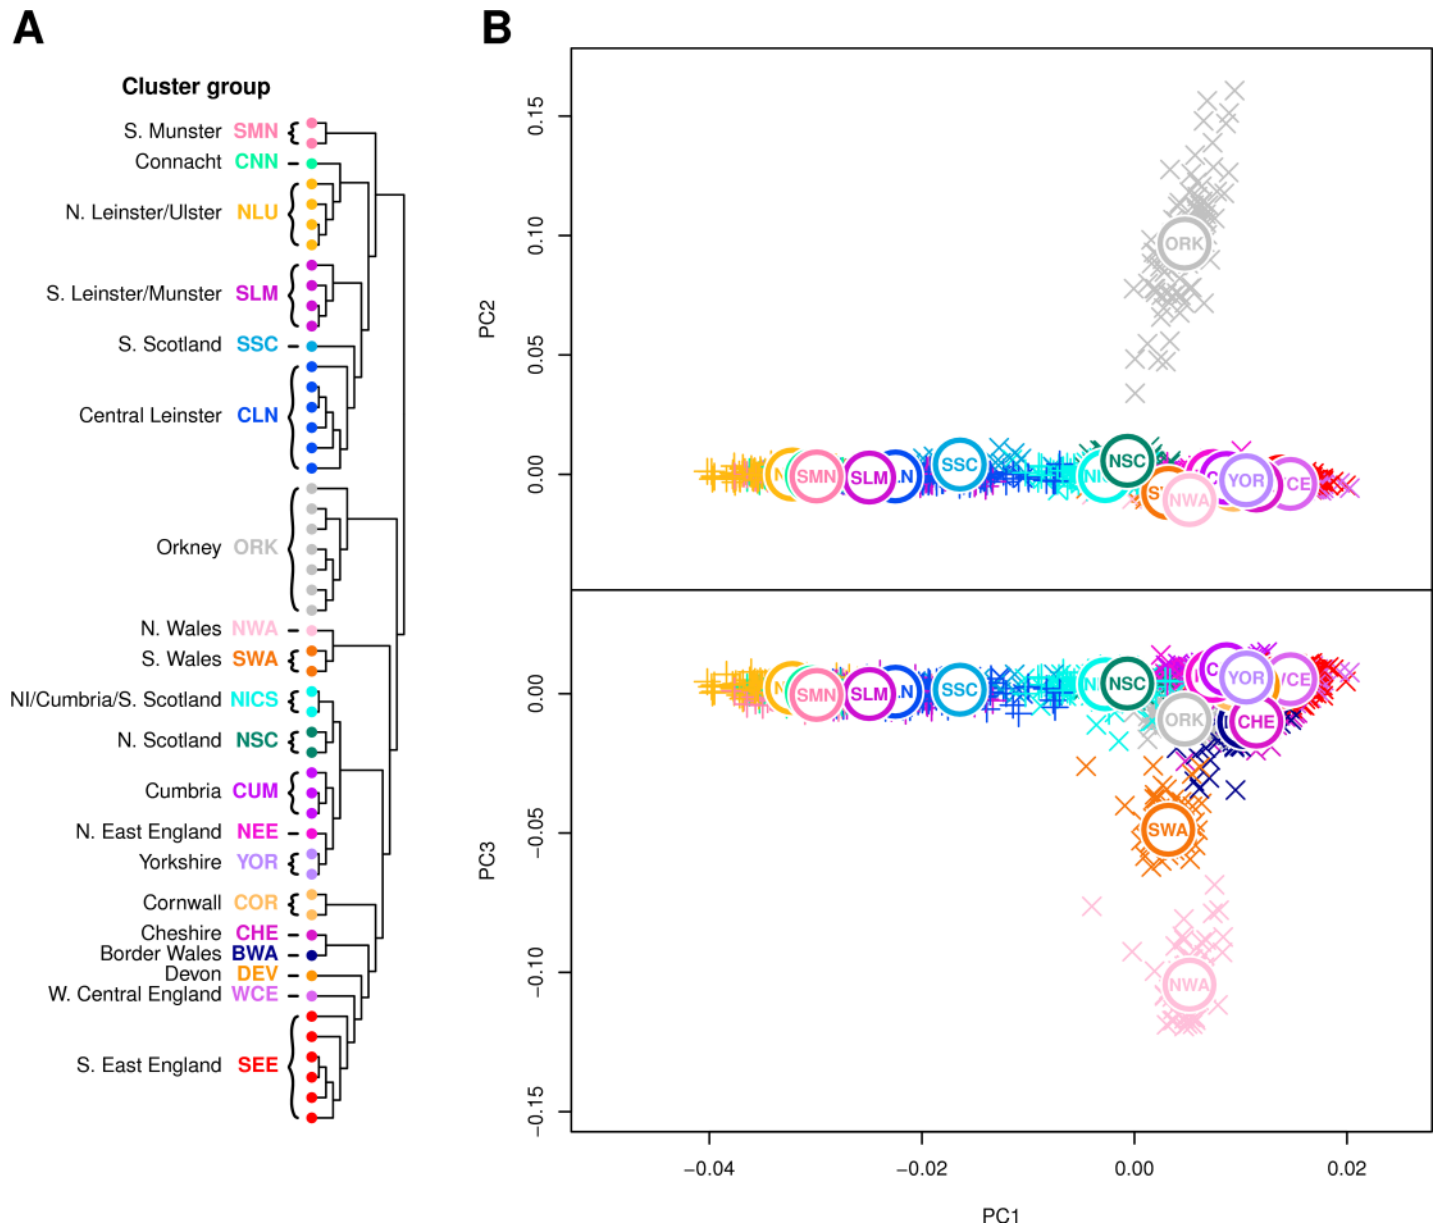 A
Cluster group
S. Munster SMN
Connacht CNN
N. Leinster/Ulster NLU
S. Leinster/Munster SLM
S. Scotland SSC
Central Leinster CLN
Orkney ORK
N. Wales NWA
S. Wales SWA
NI/Cumbria/S. Scotland NICS
N. Scotland NSC
Cumbria CUM
N. East England NEE
Yorkshire YOR
Cornwall COR
Cheshire CHE
Border Wales BWA
Devon DEV
W. Central England WCE
S. East England SEE
B
PC2
0.15
0.10
0.05
0.00
ORK
SMN
SLM
SSC
NSC
NWA
YOR
PC3
0.00
−0.05
−0.10
−0.15
SMN
SLM
SSC
NSC
ORK
YOR
CHE
SWA
NWA
−0.04
−0.02
0.00
0.02
PC1